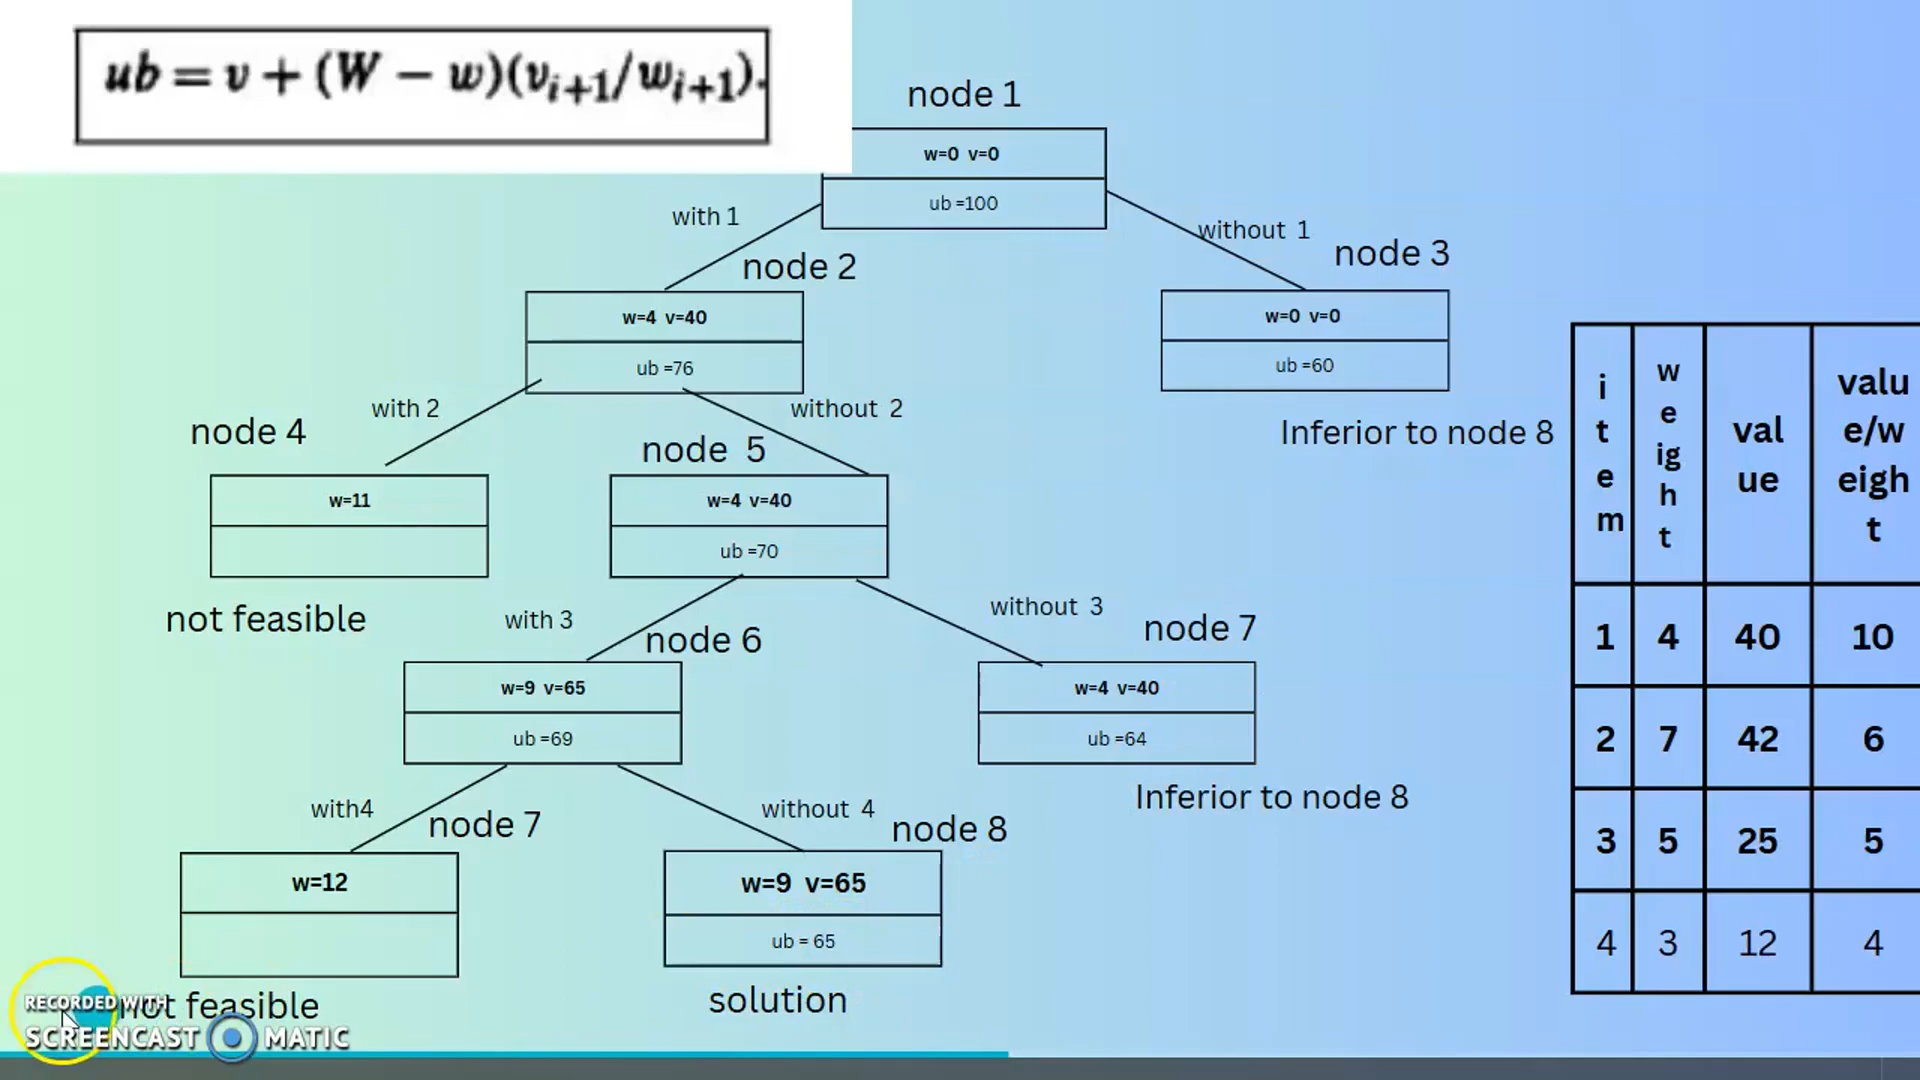 ub = v + (W − w)(vi+1/wi+1).
node 1
w=0 v=0
ub =100
with 1
without 1
node 2
node 3
w=4 v=40
ub =76
w=0 v=0
ub =60
Inferior to node 8
with 2
without 2
node 4
node 5
w=11
not feasible
w=4 v=40
ub =70
with 3
without 3
node 6
node 7
w=9 v=65
ub =69
w=4 v=40
ub =64
Inferior to node 8
with4
without 4
node 7
node 8
w=12
not feasible
w=9 v=65
ub = 65
solution
item weight value value/weight
1 4 40 10
2 7 42 6
3 5 25 5
4 3 12 4
RECORDED WITH
SCREENCAST MATIC